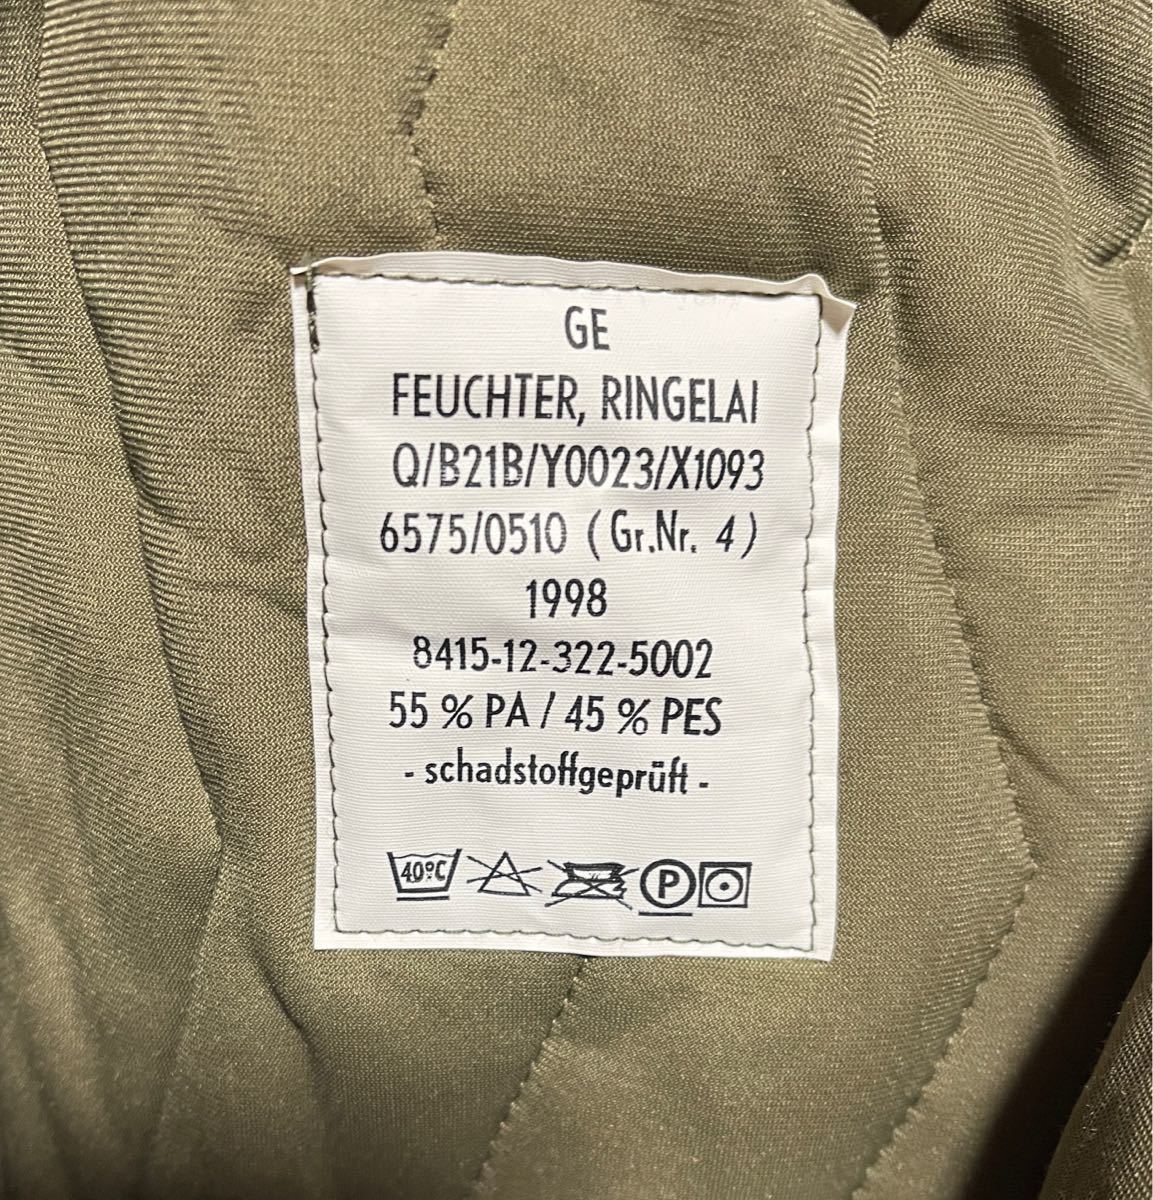 GE
FEUCHTER, RINGELAI
Q/B21B/Y0023/X1093
6575/0510 (Gr.Nr. 4)
1998
8415-12-322-5002
55 % PA / 45 % PES
- schadstoffgeprüft -
40°C P